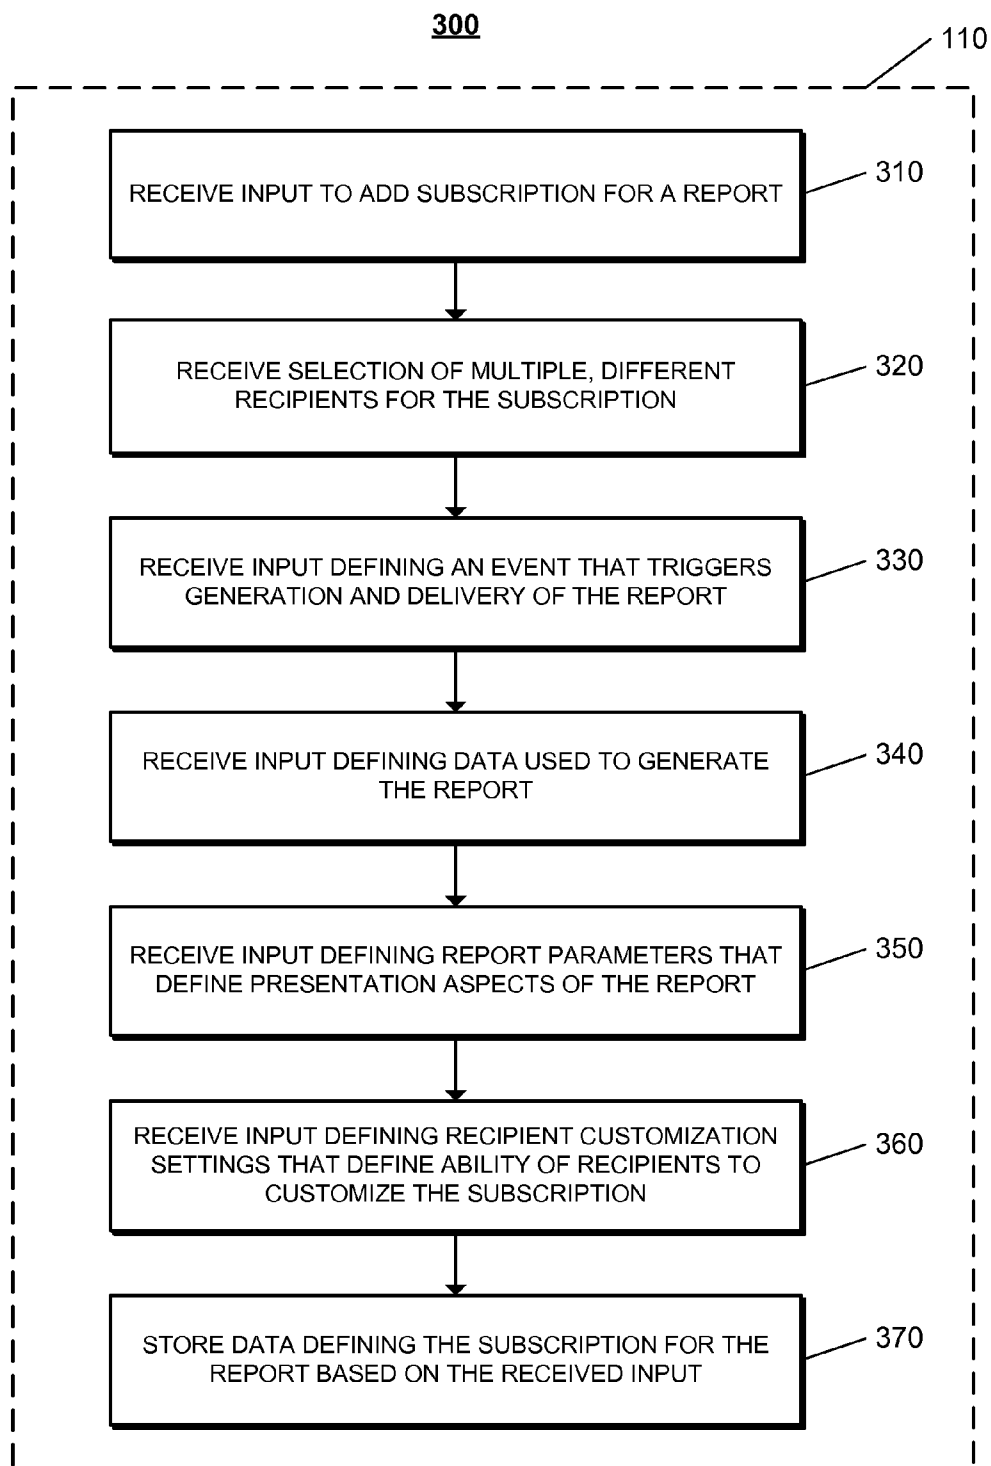 300
110
RECEIVE INPUT TO ADD SUBSCRIPTION FOR A REPORT
310
RECEIVE SELECTION OF MULTIPLE, DIFFERENT
RECIPIENTS FOR THE SUBSCRIPTION
320
RECEIVE INPUT DEFINING AN EVENT THAT TRIGGERS
GENERATION AND DELIVERY OF THE REPORT
330
RECEIVE INPUT DEFINING DATA USED TO GENERATE
THE REPORT
340
RECEIVE INPUT DEFINING REPORT PARAMETERS THAT
DEFINE PRESENTATION ASPECTS OF THE REPORT
350
RECEIVE INPUT DEFINING RECIPIENT CUSTOMIZATION
SETTINGS THAT DEFINE ABILITY OF RECIPIENTS TO
CUSTOMIZE THE SUBSCRIPTION
360
STORE DATA DEFINING THE SUBSCRIPTION FOR THE
REPORT BASED ON THE RECEIVED INPUT
370